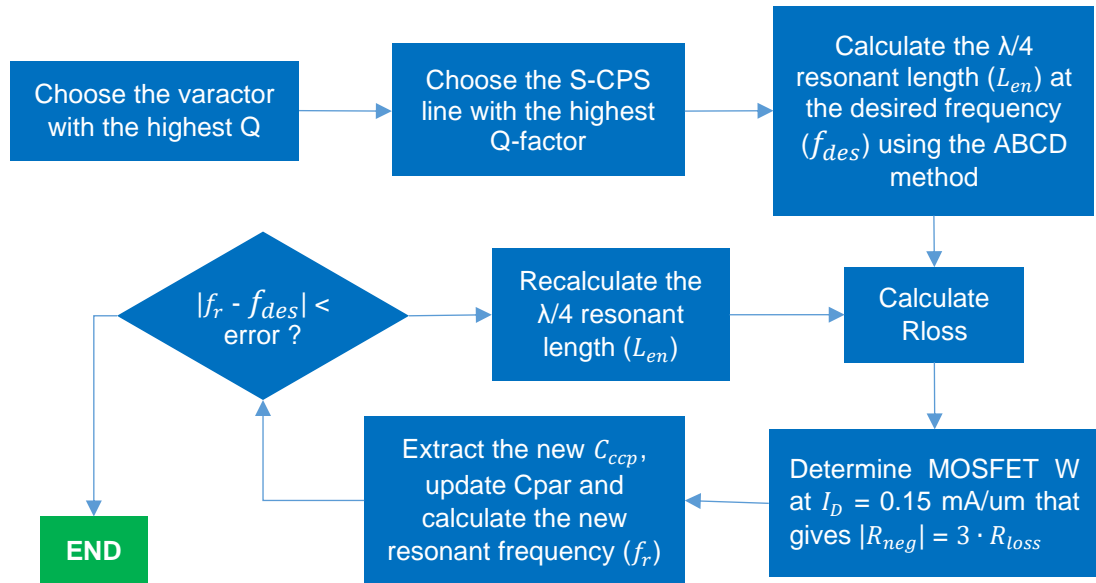 Choose the varactor
with the highest Q
Choose the S-CPS
line with the highest
Q-factor
Calculate the λ/4
resonant length (L_en) at
the desired frequency
(f_des) using the ABCD
method
Calculate
Rloss
Determine MOSFET W
at I_D = 0.15 mA/um that
gives |R_neg| = 3 · R_loss
Extract the new C_ccp,
update Cpar and
calculate the new
resonant frequency (f_r)
|f_r - f_des| <
error ?
Recalculate the
λ/4 resonant
length (L_en)
END